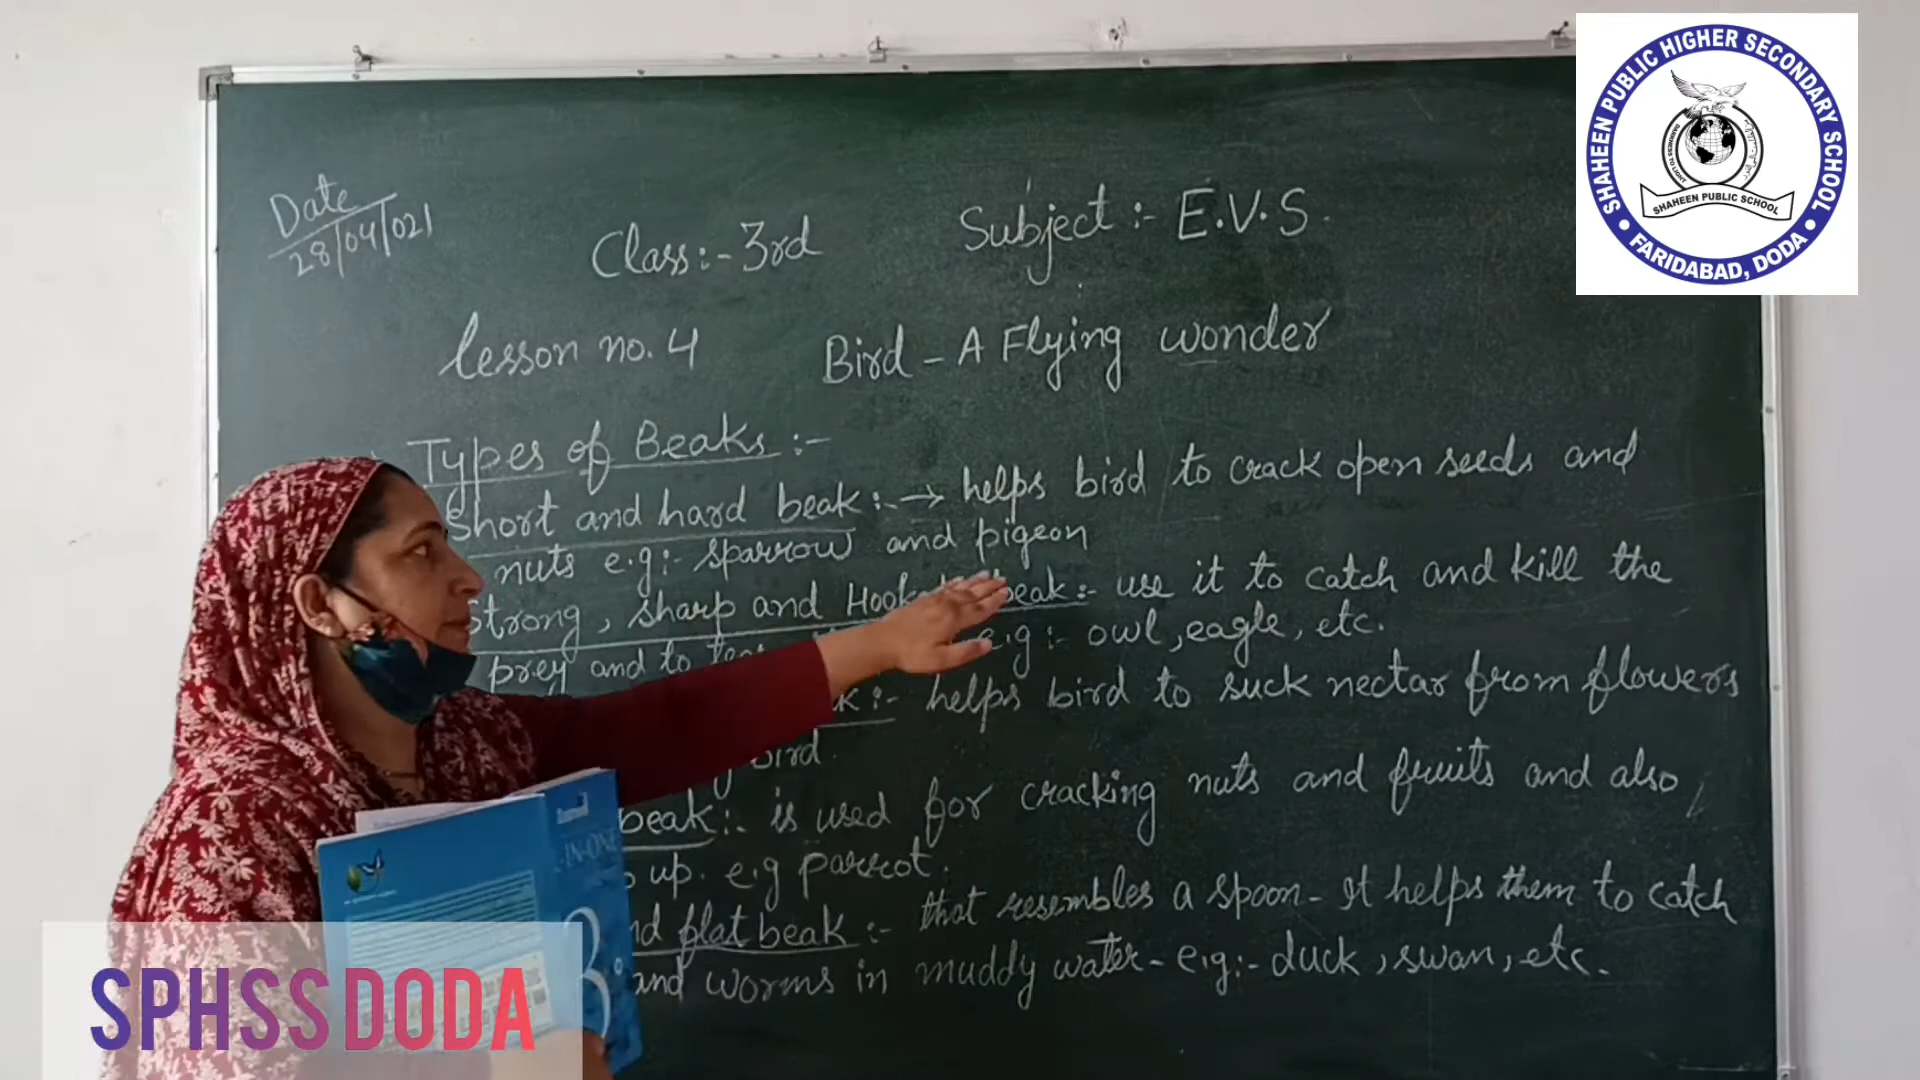 Date
28/04/021
Class:- 3rd
Subject:- E.V.S.
Lesson no. 4
Bird - A Flying wonder
Types of Beaks :-
Short and hard beak :- → helps bird to crack open seeds and
nuts e.g:- sparrow and pigeon
Strong, sharp and beak :- use it to catch and kill the
prey and to e.g:- owl, eagle, etc.
helps bird to suck nectar from flowers
bird.
beak :- is used for cracking nuts and fruits and also
up. e.g parrot.
flat beak :- that resembles a spoon - It helps them to catch
and worms in muddy water - e.g:- duck, swan, etc.
SHAHEEN PUBLIC HIGHER SECONDARY SCHOOL
FARIDABAD, DODA
DARKNESS TO LIGHT
SHAHEEN PUBLIC SCHOOL
3
SPHSS DODA